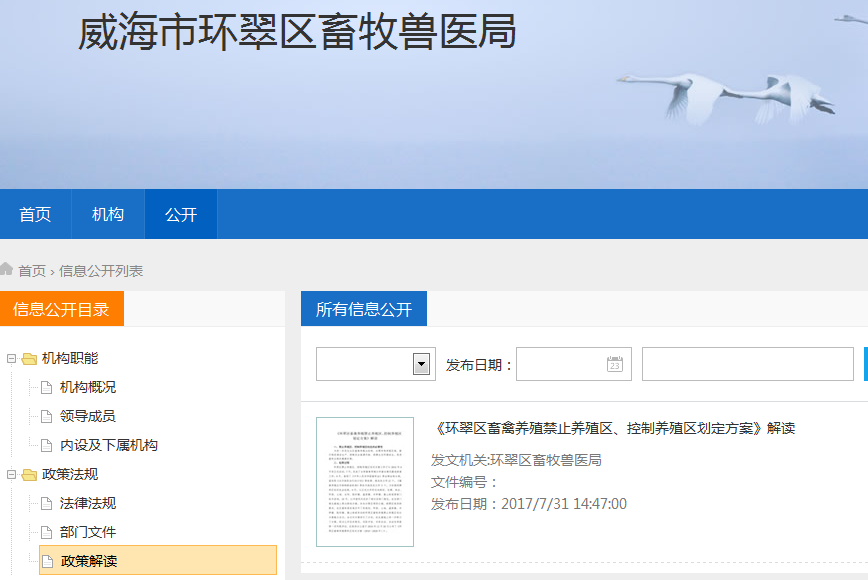 威海市环翠区畜牧兽医局
首页 机构 公开
首页 › 信息公开列表
信息公开目录
机构职能
机构概况
领导成员
内设及下属机构
政策法规
法律法规
部门文件
政策解读
所有信息公开
发布日期：
23
《环翠区畜禽养殖禁止养殖区、控制养殖区划定方案》解读
发文机关:环翠区畜牧兽医局
文件编号：
发布日期：2017/7/31 14:47:00